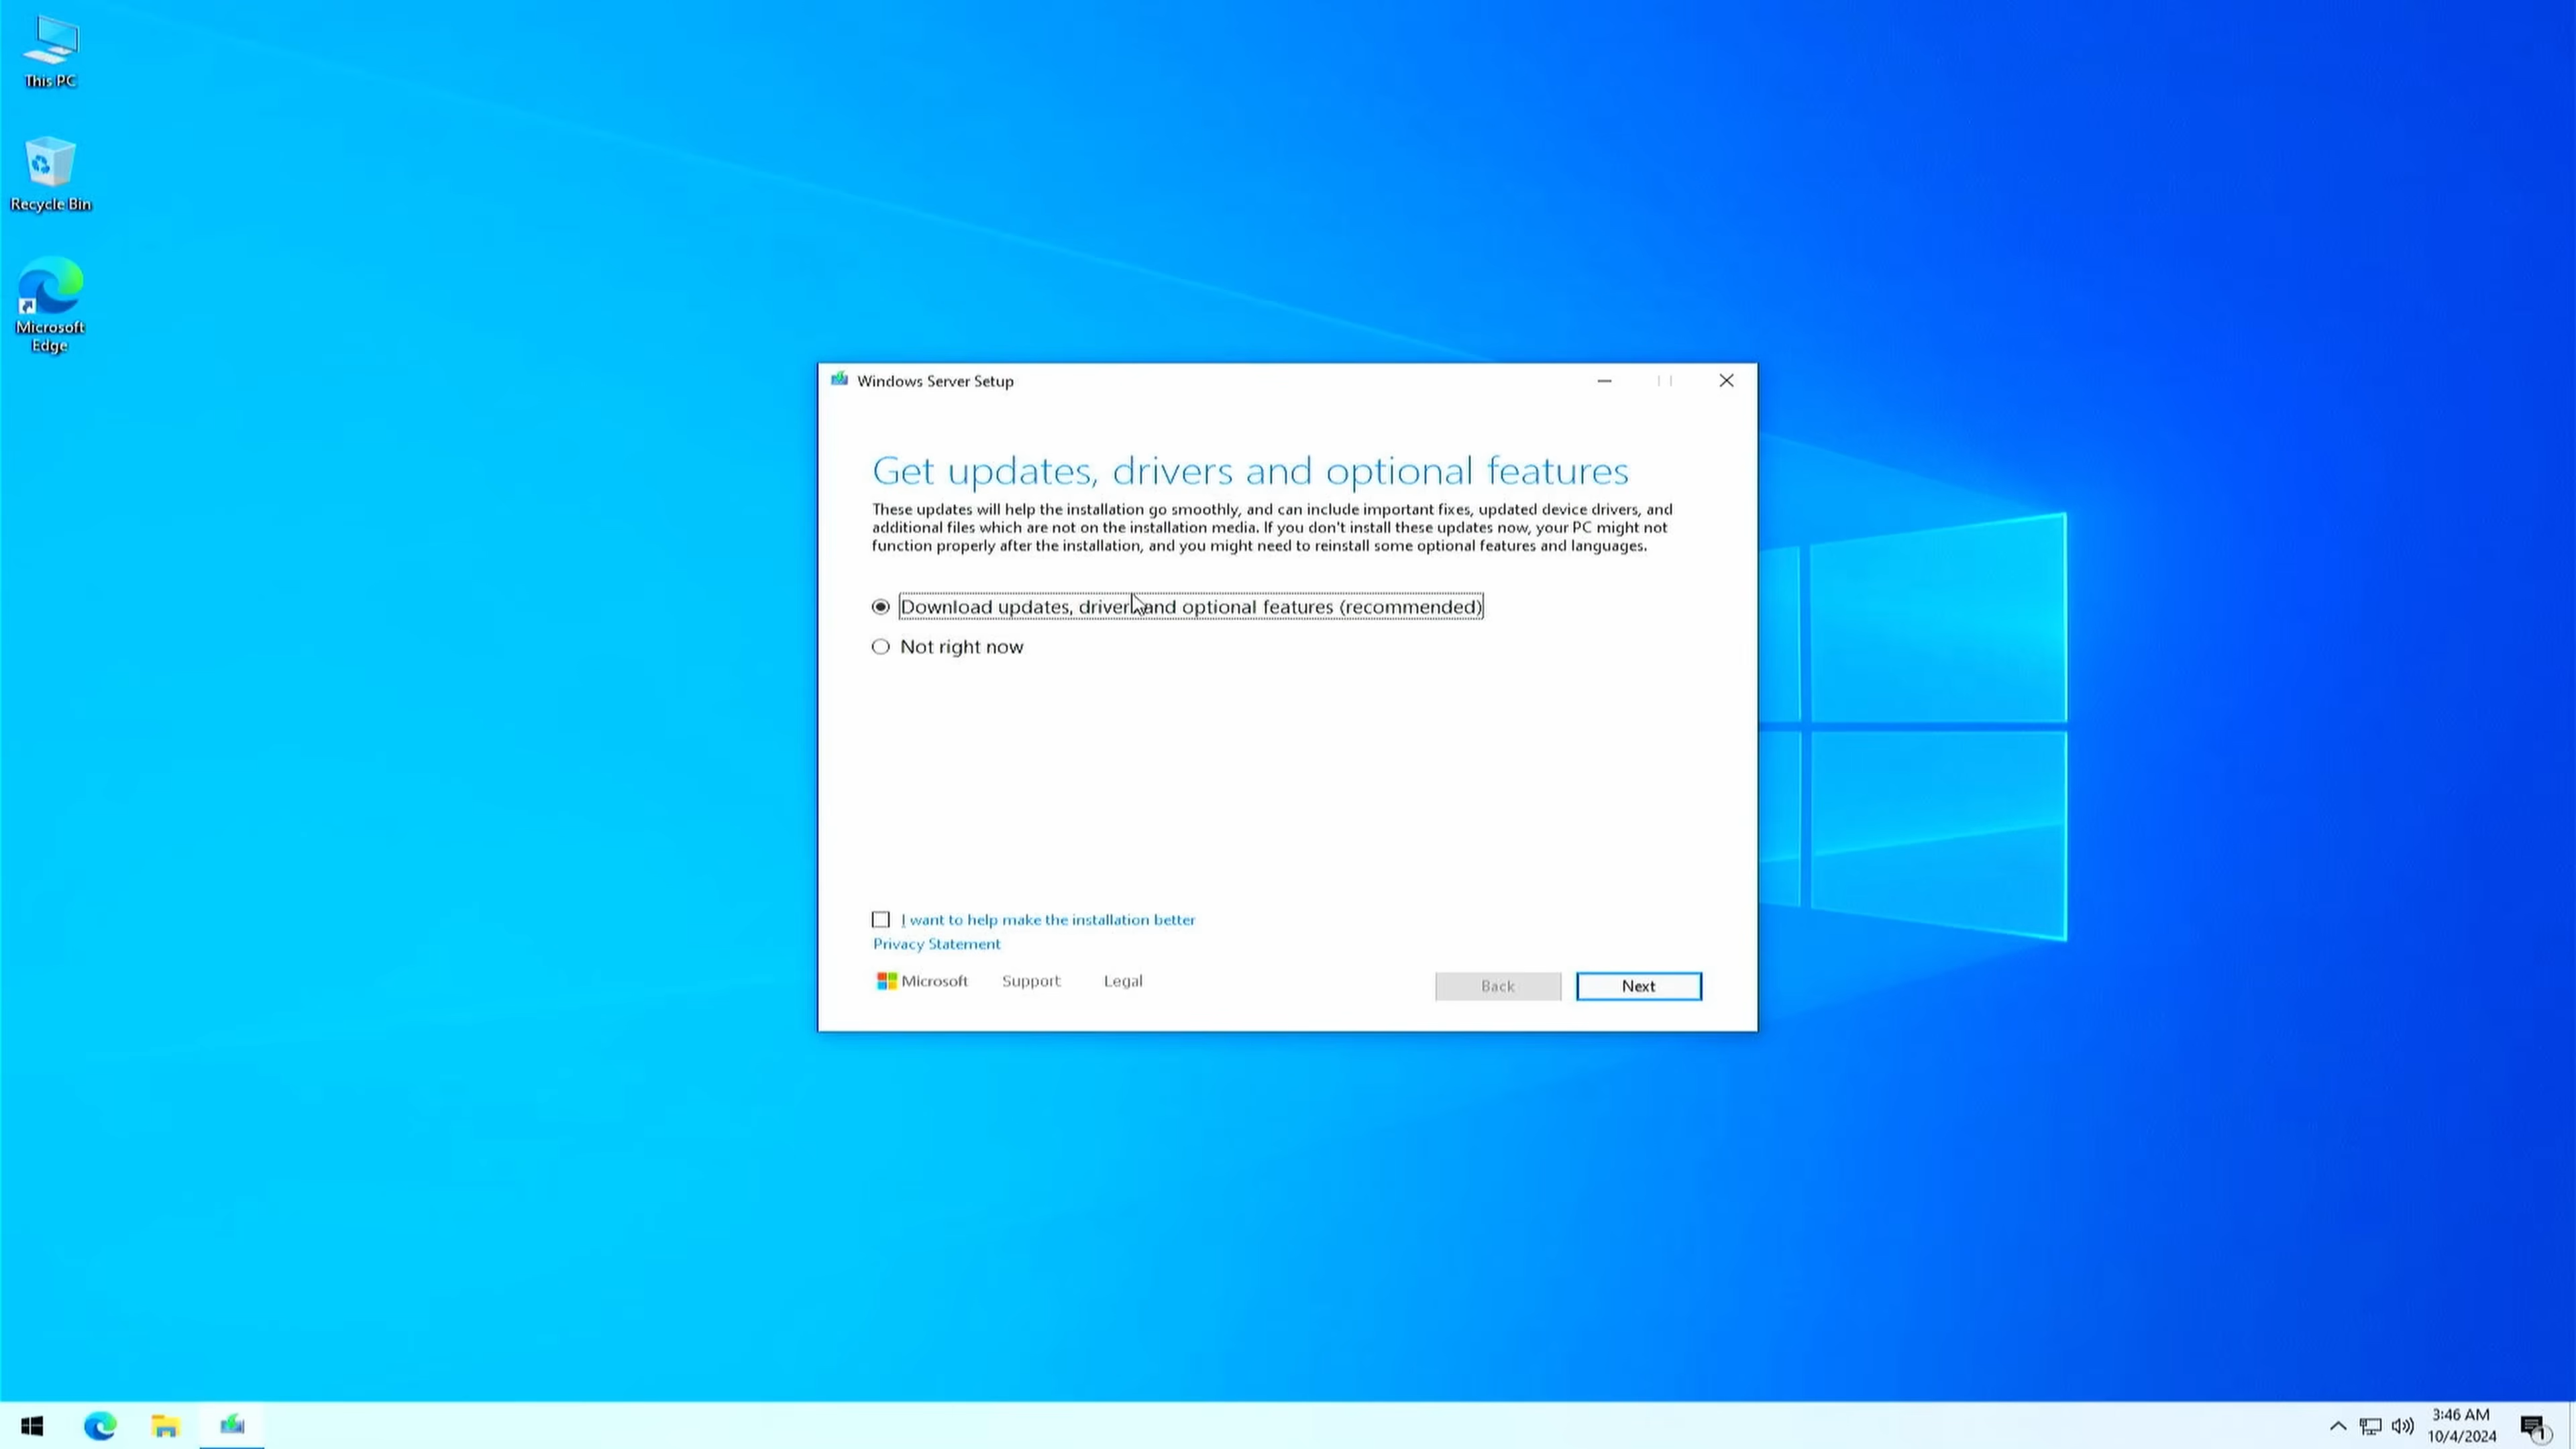 This PC
Recycle Bin
Microsoft
Edge
Windows Server Setup
Get updates, drivers and optional features
These updates will help the installation go smoothly, and can include important fixes, updated device drivers, and
additional files which are not on the installation media. If you don't install these updates now, your PC might not
function properly after the installation, and you might need to reinstall some optional features and languages.
Download updates, drivers and optional features (recommended)
Not right now
I want to help make the installation better
Privacy Statement
Microsoft Support Legal
Back Next
3:46 AM
10/4/2024
1